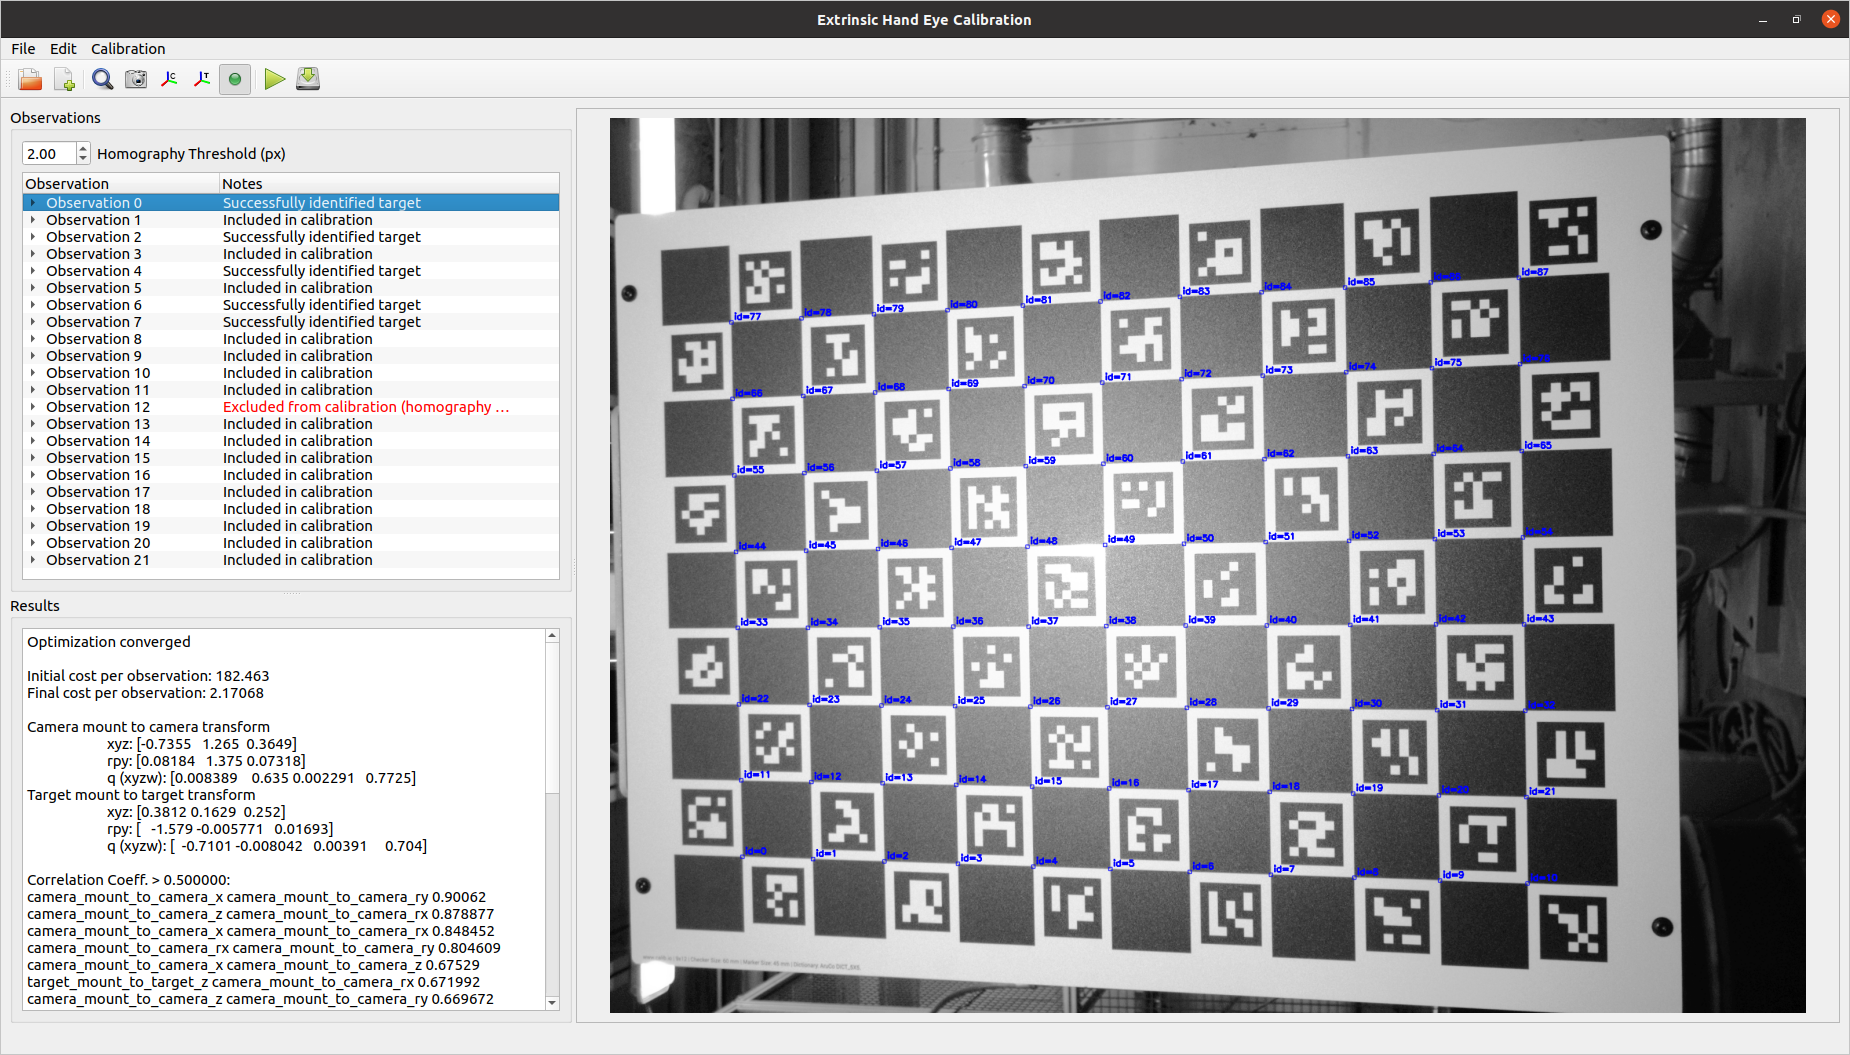 Extrinsic Hand Eye Calibration
File Edit Calibration
Observations
2.00 Homography Threshold (px)
Observation Notes
Observation 0 Successfully identified target
Observation 1 Included in calibration
Observation 2 Successfully identified target
Observation 3 Included in calibration
Observation 4 Successfully identified target
Observation 5 Included in calibration
Observation 6 Successfully identified target
Observation 7 Successfully identified target
Observation 8 Included in calibration
Observation 9 Included in calibration
Observation 10 Included in calibration
Observation 11 Included in calibration
Observation 12 Excluded from calibration (homography …
Observation 13 Included in calibration
Observation 14 Included in calibration
Observation 15 Included in calibration
Observation 16 Included in calibration
Observation 17 Included in calibration
Observation 18 Included in calibration
Observation 19 Included in calibration
Observation 20 Included in calibration
Observation 21 Included in calibration
Results
Optimization converged
Initial cost per observation: 182.463
Final cost per observation: 2.17068
Camera mount to camera transform
xyz: [-0.7355 1.265 0.3649]
rpy: [0.08184 1.375 0.07318]
q (xyzw): [0.008389 0.635 0.002291 0.7725]
Target mount to target transform
xyz: [0.3812 0.1629 0.252]
rpy: [ -1.579 -0.005771 0.01693]
q (xyzw): [ -0.7101 -0.008042 0.00391 0.704]
Correlation Coeff. > 0.500000:
camera_mount_to_camera_x camera_mount_to_camera_ry 0.90062
camera_mount_to_camera_z camera_mount_to_camera_rx 0.878877
camera_mount_to_camera_x camera_mount_to_camera_rx 0.848452
camera_mount_to_camera_rx camera_mount_to_camera_ry 0.804609
camera_mount_to_camera_x camera_mount_to_camera_z 0.67529
target_mount_to_target_z camera_mount_to_camera_rx 0.671992
camera_mount_to_camera_z camera_mount_to_camera_ry 0.669672
id=77 id=78 id=79 id=80 id=81 id=82 id=83 id=84 id=85 id=86 id=87
id=66 id=67 id=68 id=69 id=70 id=71 id=72 id=73 id=74 id=75 id=76
id=55 id=56 id=57 id=58 id=59 id=60 id=61 id=62 id=63 id=64 id=65
id=44 id=45 id=46 id=47 id=48 id=49 id=50 id=51 id=52 id=53 id=54
id=33 id=34 id=35 id=36 id=37 id=38 id=39 id=40 id=41 id=42 id=43
id=22 id=23 id=24 id=25 id=26 id=27 id=28 id=29 id=30 id=31 id=32
id=11 id=12 id=13 id=14 id=15 id=16 id=17 id=18 id=19 id=20 id=21
id=0 id=1 id=2 id=3 id=4 id=5 id=6 id=7 id=8 id=9 id=10